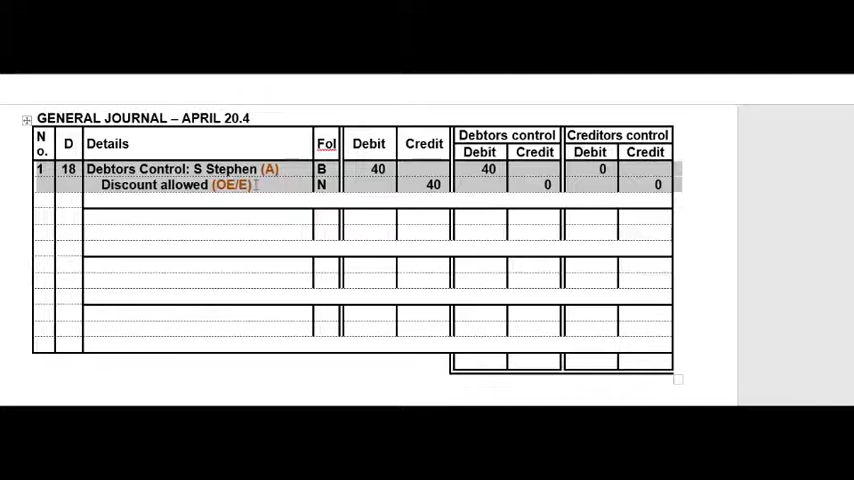 GENERAL JOURNAL – APRIL 20.4
N o. D Details Fol Debit Credit Debtors control Creditors control
Debit Credit Debit Credit
1 18 Debtors Control: S Stephen (A) B 40 40 0
Discount allowed (OE/E) N 40 0 0